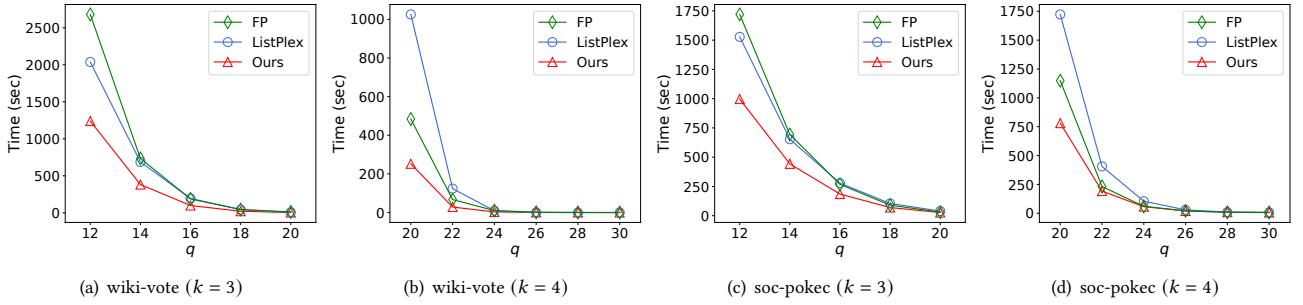 Time (sec)
2500
2000
1500
1000
500
0
12 14 16 18 20
q
FP
ListPlex
Ours
(a) wiki-vote (k = 3)
Time (sec)
1000
800
600
400
200
0
20 22 24 26 28 30
q
FP
ListPlex
Ours
(b) wiki-vote (k = 4)
Time (sec)
1750
1500
1250
1000
750
500
250
0
12 14 16 18 20
q
FP
ListPlex
Ours
(c) soc-pokec (k = 3)
Time (sec)
1750
1500
1250
1000
750
500
250
0
20 22 24 26 28 30
q
FP
ListPlex
Ours
(d) soc-pokec (k = 4)